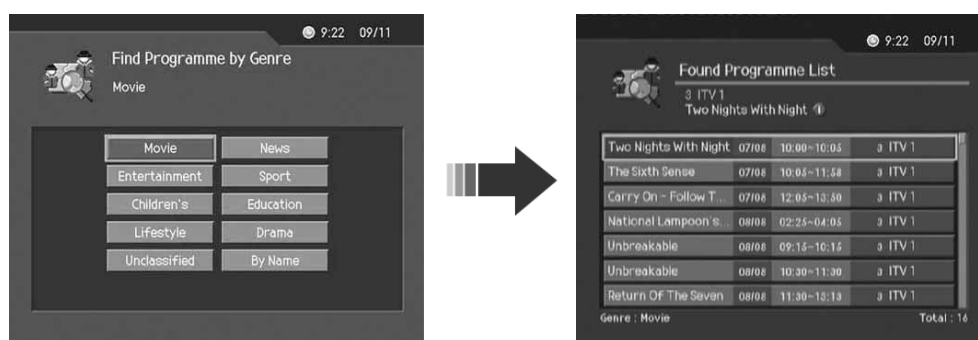 9:22 09/11
Find Programme by Genre
Movie
Movie News
Entertainment Sport
Children's Education
Lifestyle Drama
Unclassified By Name
9:22 09/11
Found Programme List
3 ITV 1
Two Nights With Night
Two Nights With Night 07/08 10:00~10:05 3 ITV 1
The Sixth Sense 07/08 10:05~11:58 3 ITV 1
Carry On - Follow T... 07/08 12:05~13:50 3 ITV 1
National Lampoon's... 08/08 02:25~04:05 3 ITV 1
Unbreakable 08/08 09:15~10:15 3 ITV 1
Unbreakable 08/08 10:30~11:30 3 ITV 1
Return Of The Seven 08/08 11:30~13:13 3 ITV 1
Genre : Movie Total : 16